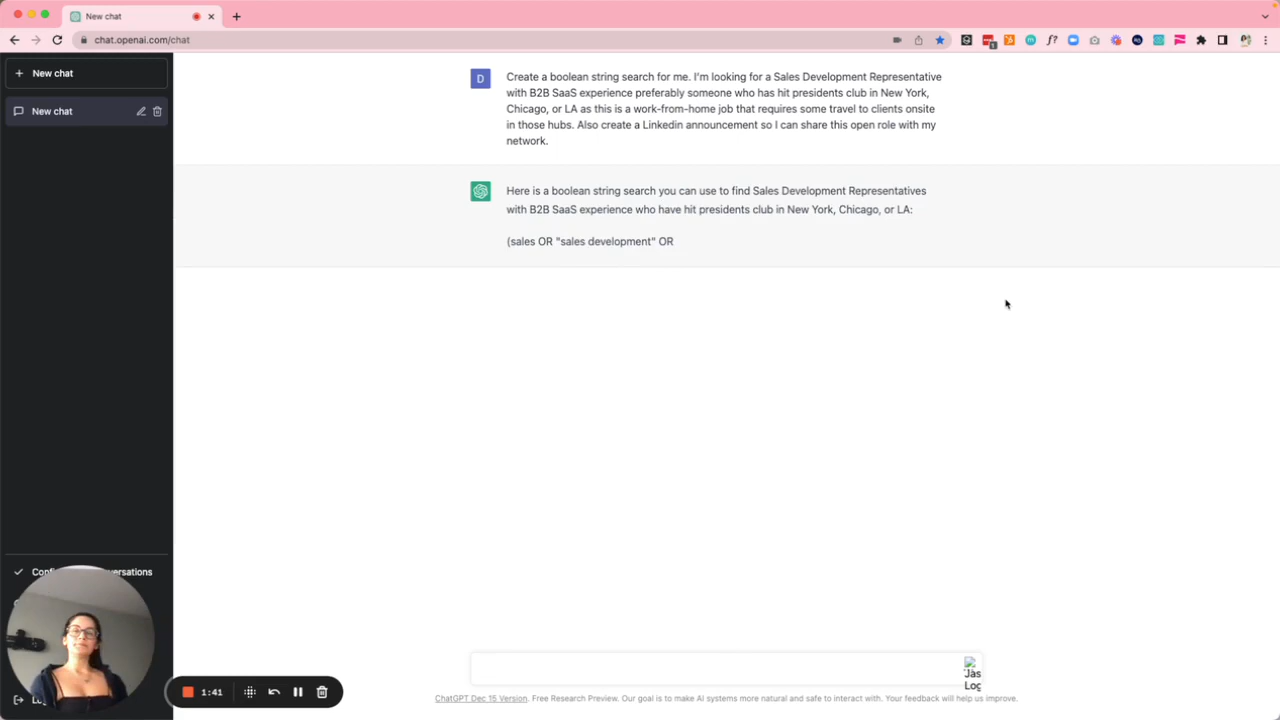 New chat
chat.openai.com/chat
1
New chat
New chat
D
Create a boolean string search for me. I'm looking for a Sales Development Representative
with B2B SaaS experience preferably someone who has hit presidents club in New York,
Chicago, or LA as this is a work-from-home job that requires some travel to clients onsite
in those hubs. Also create a Linkedin announcement so I can share this open role with my
network.
Here is a boolean string search you can use to find Sales Development Representatives
with B2B SaaS experience who have hit presidents club in New York, Chicago, or LA:
(sales OR "sales development" OR
1:41
ChatGPT Dec 15 Version. Free Research Preview. Our goal is to make AI systems more natural and safe to interact with. Your feedback will help us improve.